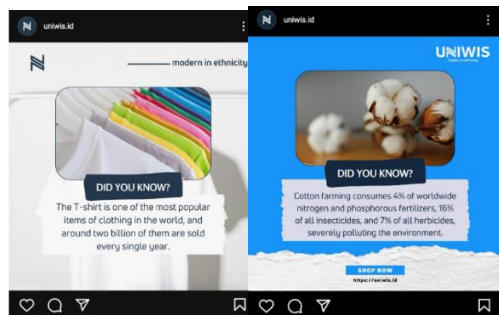 uniwis.id
modern in ethnicity
DID YOU KNOW?
The T-shirt is one of the most popular
items of clothing in the world, and
around two billion of them are sold
every single year.
uniwis.id
UNIWIS
DID YOU KNOW?
Cotton farming consumes 4% of worldwide
nitrogen and phosphorous fertilizers, 16%
of all insecticides, and 7% of all herbicides,
severely polluting the environment.
SHOP NOW
https://uniwis.id